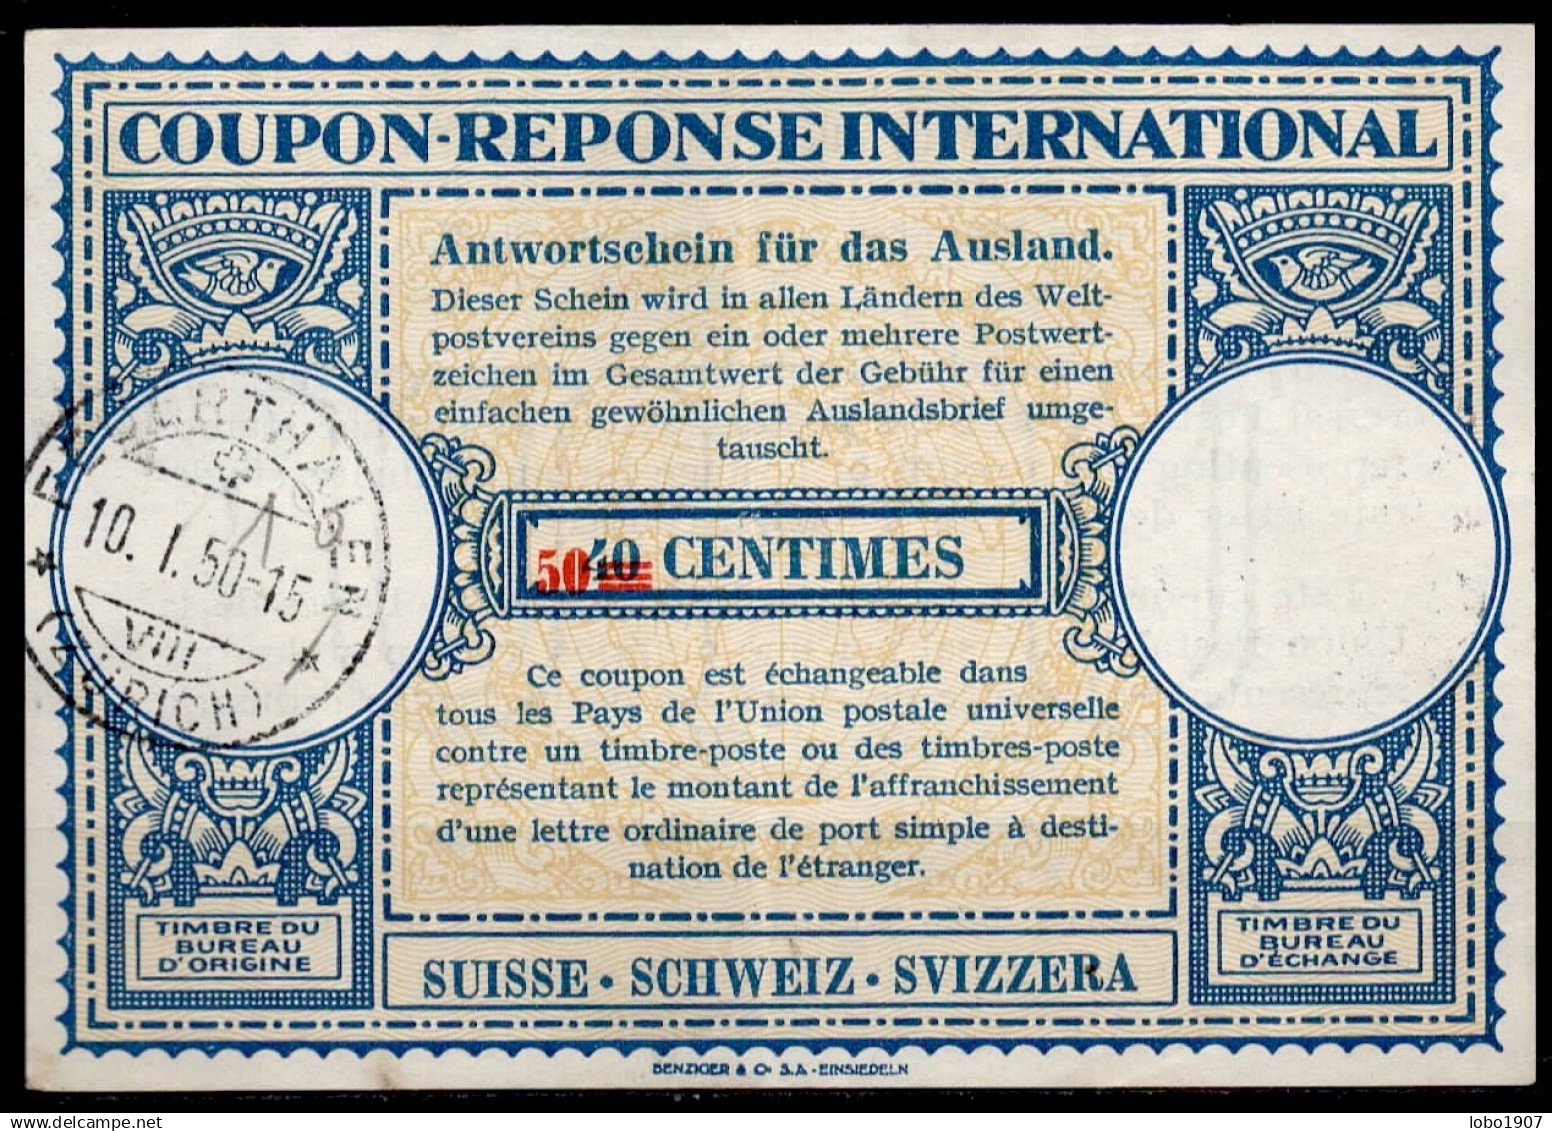 COUPON-REPONSE INTERNATIONAL
Antwortschein für das Ausland.
Dieser Schein wird in allen Ländern des Welt-
postvereins gegen ein oder mehrere Postwert-
zeichen im Gesamtwert der Gebühr für einen
einfachen gewöhnlichen Auslandsbrief umge-
tauscht.
50 40 CENTIMES
Ce coupon est échangeable dans
tous les Pays de l'Union postale universelle
contre un timbre-poste ou des timbres-poste
représentant le montant de l'affranchissement
d'une lettre ordinaire de port simple à desti-
nation de l'étranger.
FEUERTHALEN
10. I. 50-15
VIII
(ZÜRICH)
TIMBRE DU
BUREAU
D'ORIGINE
TIMBRE DU
BUREAU
D'ÉCHANGE
SUISSE • SCHWEIZ • SVIZZERA
BENZIGER & Co S.A. - EINSIEDELN
lobo1907